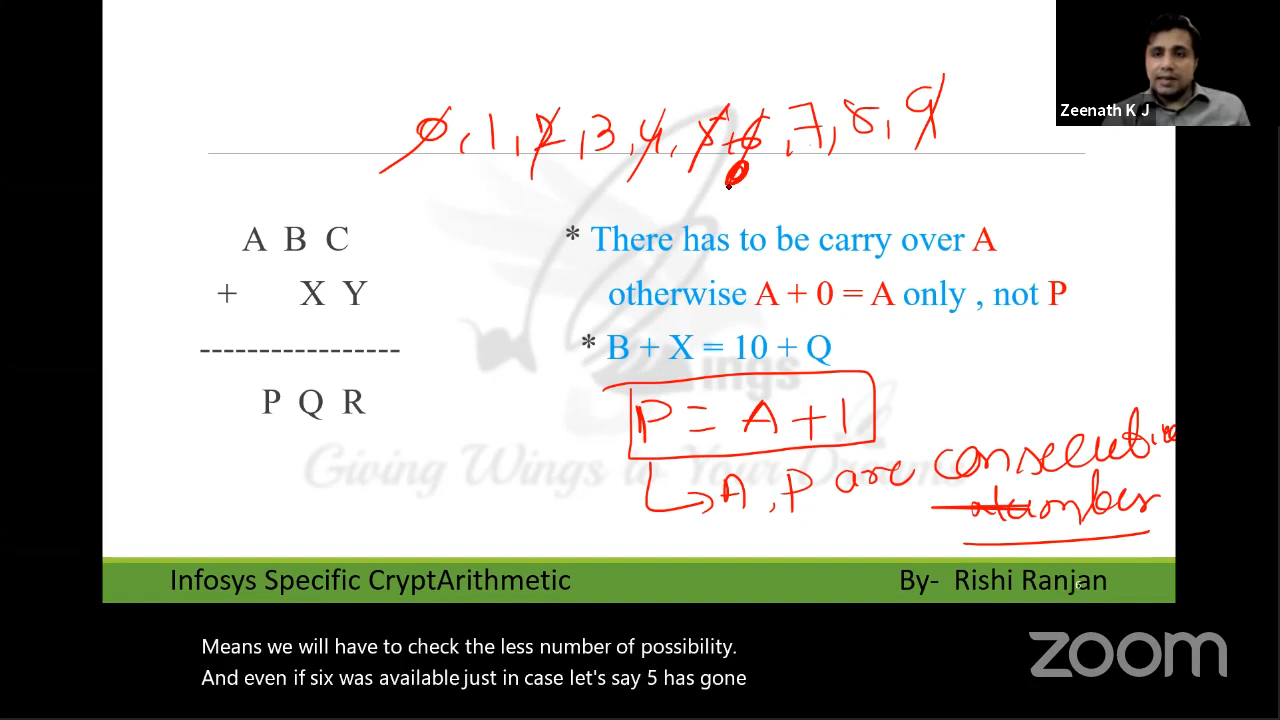 Zeenath K J
0, 1, 2, 3, 4, 5, 6, 7, 8, 9
A B C
+ X Y
-----------------
P Q R
* There has to be carry over A
otherwise A + 0 = A only , not P
* B + X = 10 + Q
P = A + 1
A, P are consecutive
number
ings
Giving Wings to Your Dreams
Infosys Specific CryptArithmetic
By- Rishi Ranjan
Means we will have to check the less number of possibility.
And even if six was available just in case let's say 5 has gone
zoom